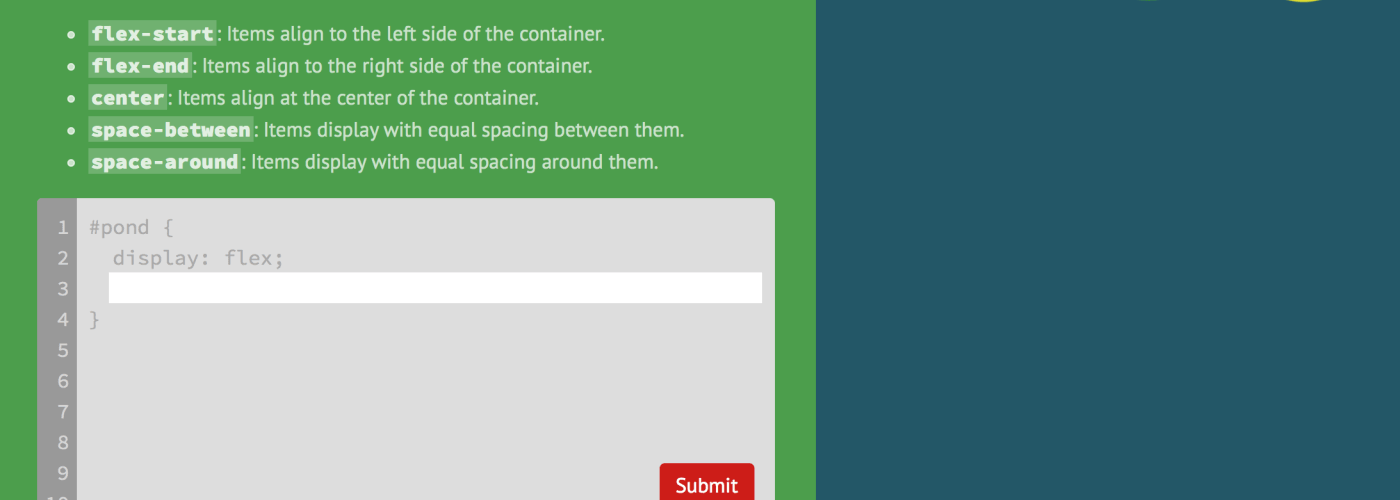 flex-start: Items align to the left side of the container.
flex-end: Items align to the right side of the container.
center: Items align at the center of the container.
space-between: Items display with equal spacing between them.
space-around: Items display with equal spacing around them.
1 #pond {
2 display: flex;
3
4 }
5
6
7
8
9
Submit